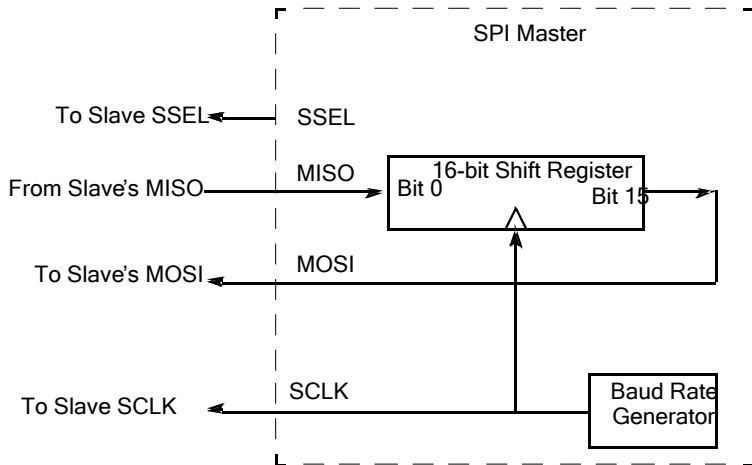 SPI Master
To Slave SSEL
SSEL
From Slave's MISO
MISO
16-bit Shift Register
Bit 0
Bit 15
To Slave's MOSI
MOSI
To Slave SCLK
SCLK
Baud Rate
Generator